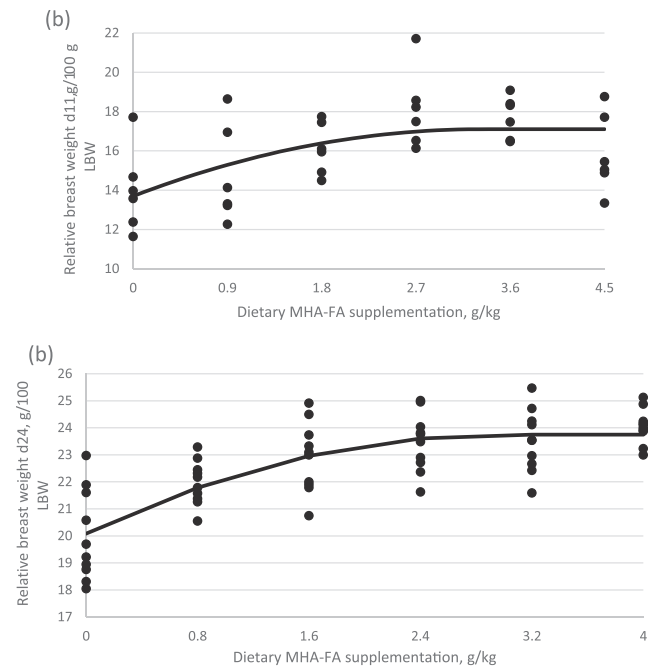 (b)
Relative breast weight d11,g/100 g
LBW
22
20
18
16
14
12
10
0 0.9 1.8 2.7 3.6 4.5
Dietary MHA-FA supplementation, g/kg
(b)
Relative breast weight d24, g/100
LBW
26
25
24
23
22
21
20
19
18
17
0 0.8 1.6 2.4 3.2 4
Dietary MHA-FA supplementation, g/kg